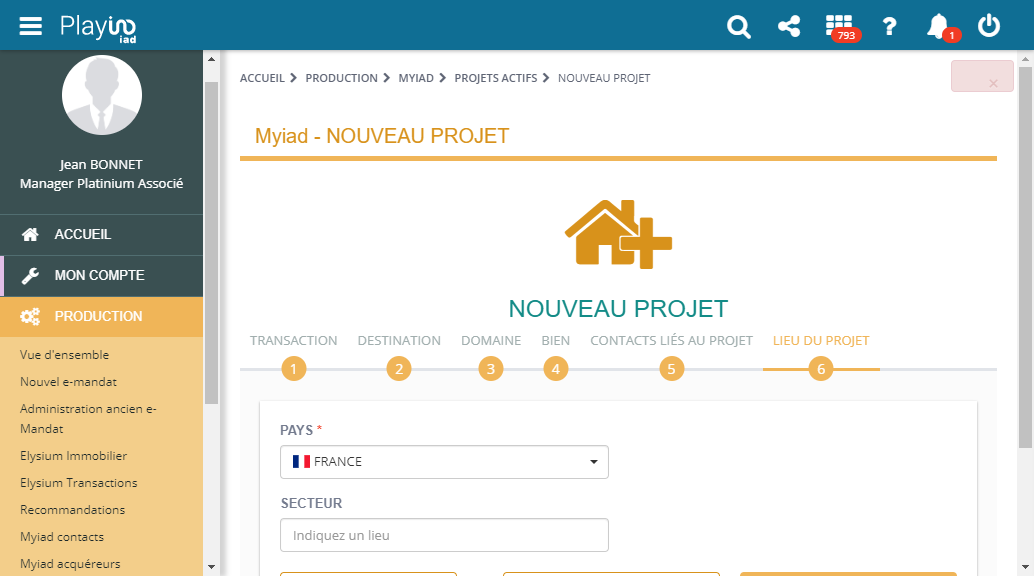 Playiad
iad
793
?
1
Jean BONNET
Manager Platinium Associé
ACCUEIL
MON COMPTE
PRODUCTION
Vue d'ensemble
Nouvel e-mandat
Administration ancien e-
Mandat
Elysium Immobilier
Elysium Transactions
Recommandations
Myiad contacts
Myiad acquéreurs
ACCUEIL > PRODUCTION > MYIAD > PROJETS ACTIFS > NOUVEAU PROJET
×
Myiad - NOUVEAU PROJET
NOUVEAU PROJET
TRANSACTION DESTINATION DOMAINE BIEN CONTACTS LIÉS AU PROJET LIEU DU PROJET
1 2 3 4 5 6
PAYS *
FRANCE
SECTEUR
Indiquez un lieu